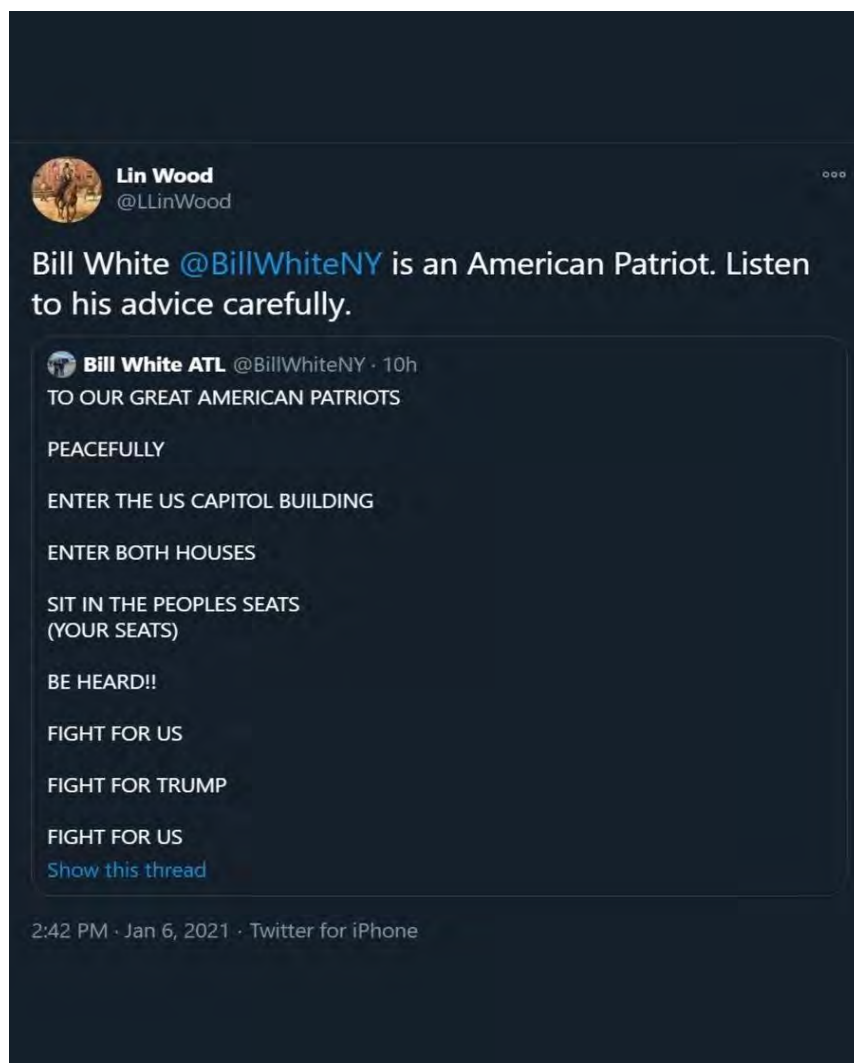 Lin Wood
@LLinWood
Bill White @BillWhiteNY is an American Patriot. Listen
to his advice carefully.
Bill White ATL @BillWhiteNY · 10h
TO OUR GREAT AMERICAN PATRIOTS
PEACEFULLY
ENTER THE US CAPITOL BUILDING
ENTER BOTH HOUSES
SIT IN THE PEOPLES SEATS
(YOUR SEATS)
BE HEARD!!
FIGHT FOR US
FIGHT FOR TRUMP
FIGHT FOR US
Show this thread
2:42 PM · Jan 6, 2021 · Twitter for iPhone